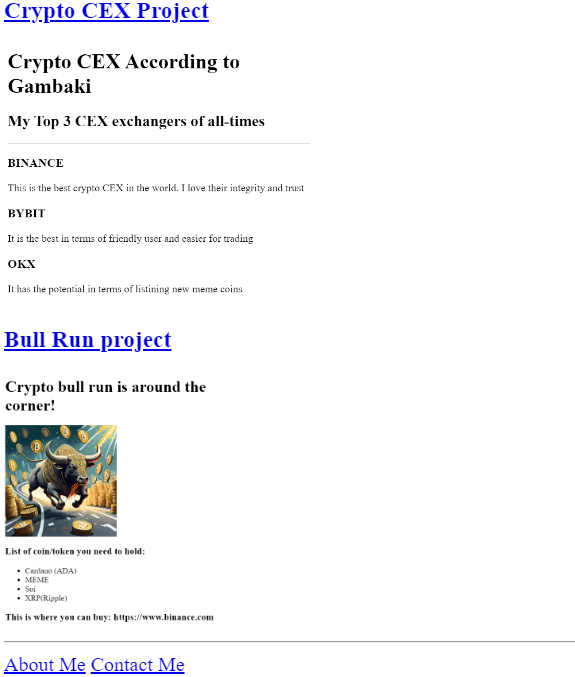 Crypto CEX Project
Crypto CEX According to
Gambaki
My Top 3 CEX exchangers of all-times
BINANCE
This is the best crypto CEX in the world. I love their integrity and trust
BYBIT
It is the best in terms of friendly user and easier for trading
OKX
It has the potential in terms of listining new meme coins
Bull Run project
Crypto bull run is around the
corner!
List of coin/token you need to hold:
Cardano (ADA)
MEME
Sui
XRP(Ripple)
This is where you can buy: https://www.binance.com
About Me Contact Me